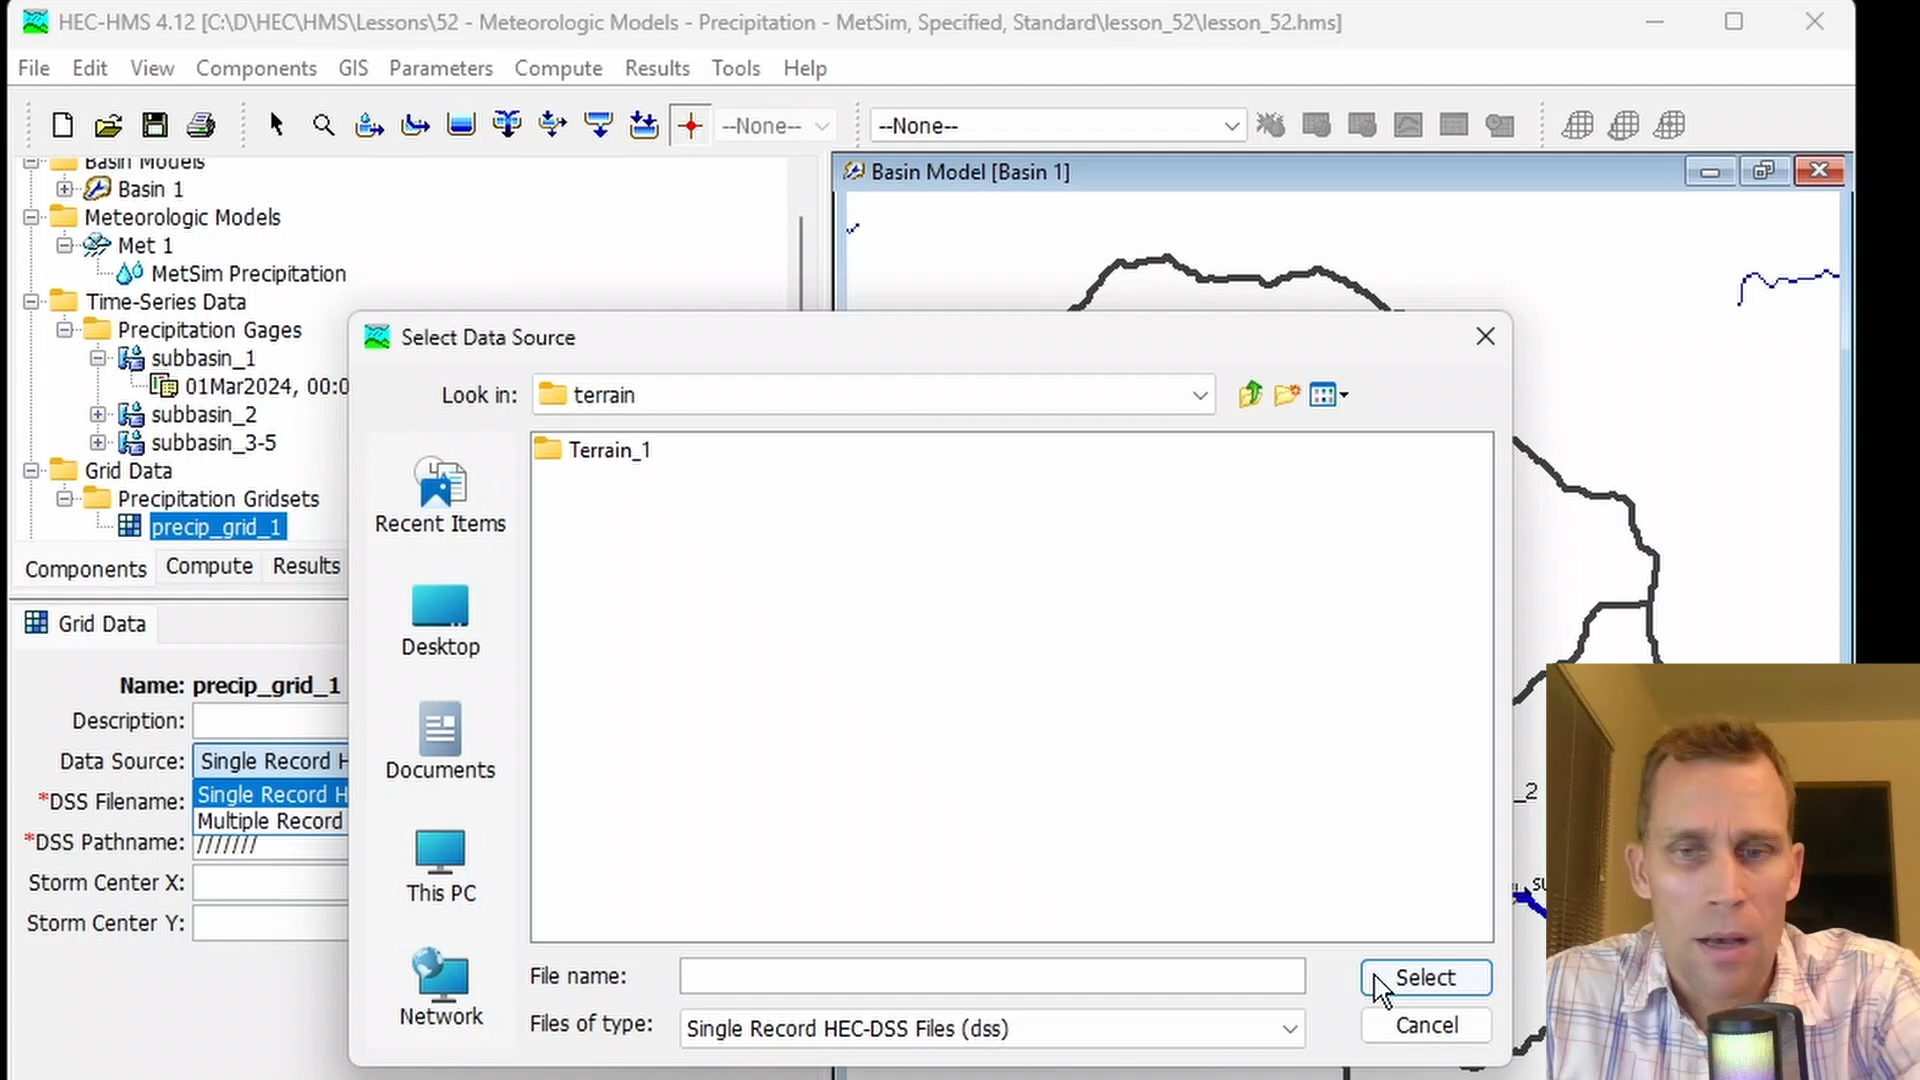 HEC-HMS 4.12 [C:\D\HEC\HMS\Lessons\52 - Meteorologic Models - Precipitation - MetSim, Specified, Standard\lesson_52\lesson_52.hms]
File Edit View Components GIS Parameters Compute Results Tools Help
--None-- --None--
Basin Models
Basin 1
Meteorologic Models
Met 1
MetSim Precipitation
Time-Series Data
Precipitation Gages
subbasin_1
01Mar2024, 00:0
subbasin_2
subbasin_3-5
Grid Data
Precipitation Gridsets
precip_grid_1
Components Compute Results
Grid Data
Name: precip_grid_1
Description:
Data Source: Single Record H
Single Record H
Multiple Record
*DSS Filename:
*DSS Pathname: ///////
Storm Center X:
Storm Center Y:
Basin Model [Basin 1]
_2
Select Data Source
Look in: terrain
Terrain_1
Recent Items
Desktop
Documents
This PC
Network
File name:
Select
Files of type: Single Record HEC-DSS Files (dss)
Cancel